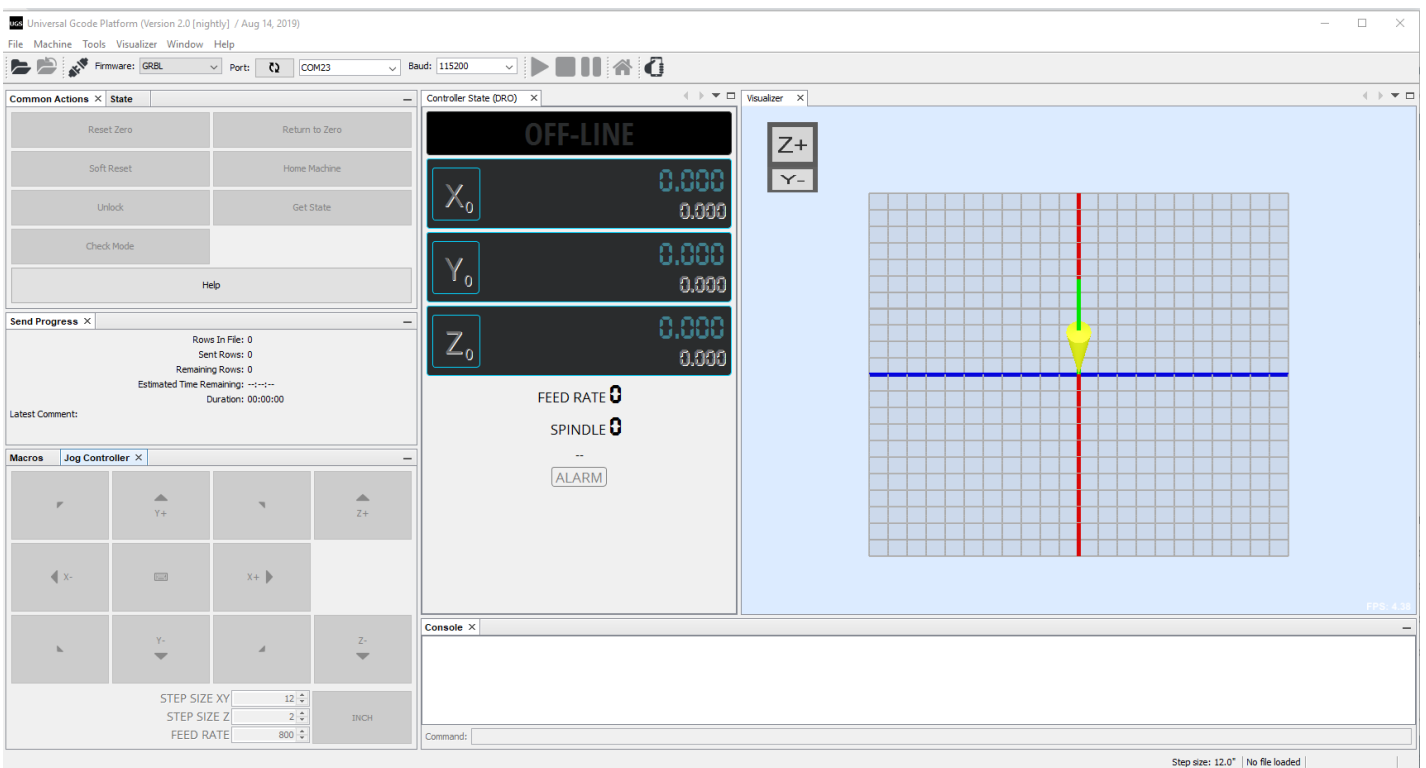 UGS Universal Gcode Platform (Version 2.0 [nightly] / Aug 14, 2019)
File Machine Tools Visualizer Window Help
Firmware: GRBL Port: COM23 Baud: 115200
Common Actions X State
Reset Zero Return to Zero
Soft Reset Home Machine
Unlock Get State
Check Mode
Help
Send Progress X
Rows In File: 0
Sent Rows: 0
Remaining Rows: 0
Estimated Time Remaining: --:--:--
Duration: 00:00:00
Latest Comment:
Macros Jog Controller X
Y+ Z+
X- X+
Y- Z-
STEP SIZE XY 12
STEP SIZE Z 2
FEED RATE 800
INCH
Controller State (DRO) X
OFF-LINE
X0 0.000
0.000
Y0 0.000
0.000
Z0 0.000
0.000
FEED RATE 0
SPINDLE 0
--
ALARM
Visualizer X
Z+
Y-
FPS: 4.30
Console X
Command:
Step size: 12.0" No file loaded